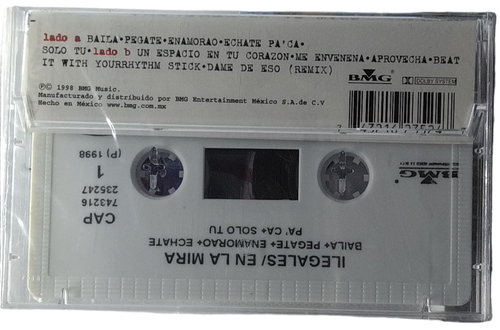 lado a BAILA·PEGATE·ENAMORAO·ECHATE PA'CA·
SOLO TU·lado b UN ESPACIO EN TU CORAZON·ME ENVENENA·APROVECHA·BEAT
IT WITH YOURRHYTHM STICK·DAME DE ESO (REMIX)
BMG
DOLBY SYSTEM
℗© 1998 BMG Music.
Manufacturado y distribuido por BMG Entertainment México S.A.de C.V
Hecho en México www.bmg.com.mx
ILEGALES/ EN LA MIRA
BAILA• PEGATE• ENAMORAO• ECHATE
PA' CA• SOLO TU
CAP
743216
235247
1
(P) 1998
BMG